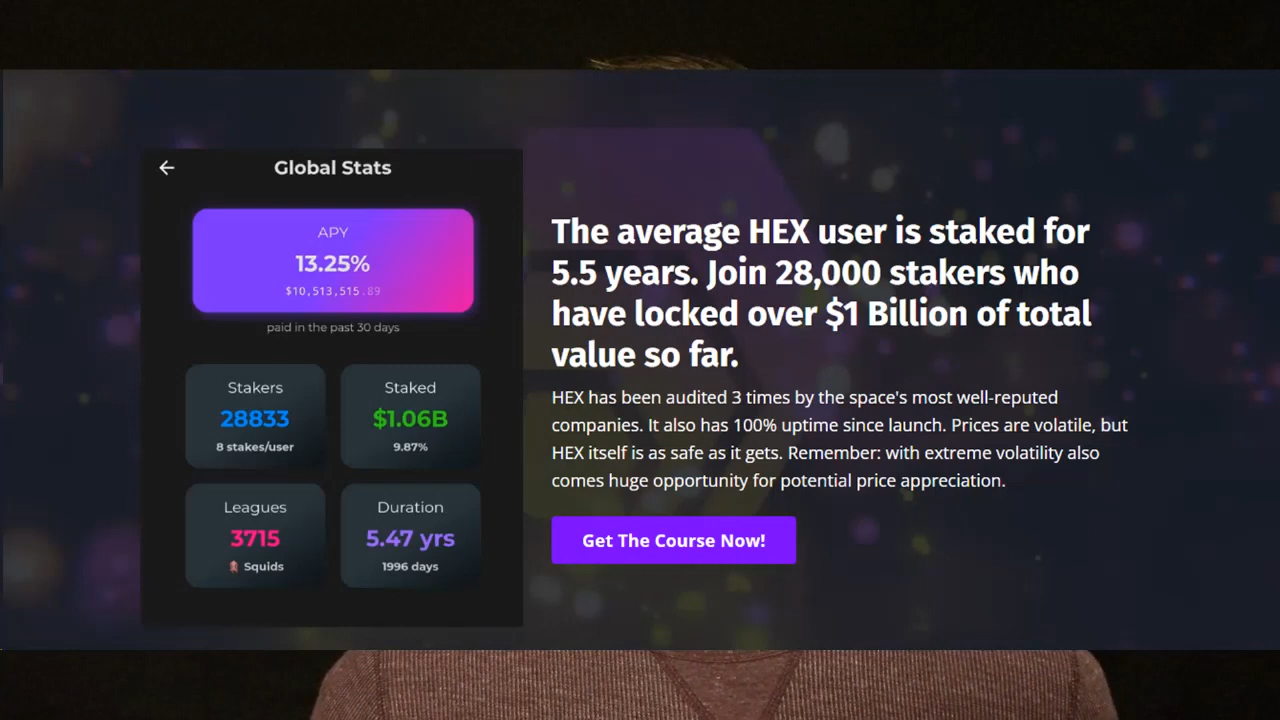 Global Stats
APY
13.25%
$10,513,515.89
paid in the past 30 days
Stakers
28833
8 stakes/user
Staked
$1.06B
9.87%
Leagues
3715
Squids
Duration
5.47 yrs
1996 days
The average HEX user is staked for
5.5 years. Join 28,000 stakers who
have locked over $1 Billion of total
value so far.
HEX has been audited 3 times by the space's most well-reputed
companies. It also has 100% uptime since launch. Prices are volatile, but
HEX itself is as safe as it gets. Remember: with extreme volatility also
comes huge opportunity for potential price appreciation.
Get The Course Now!